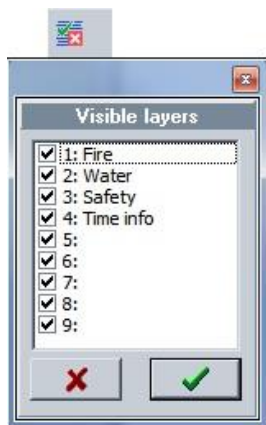 Visible layers
1: Fire
2: Water
3: Safety
4: Time info
5:
6:
7:
8:
9: